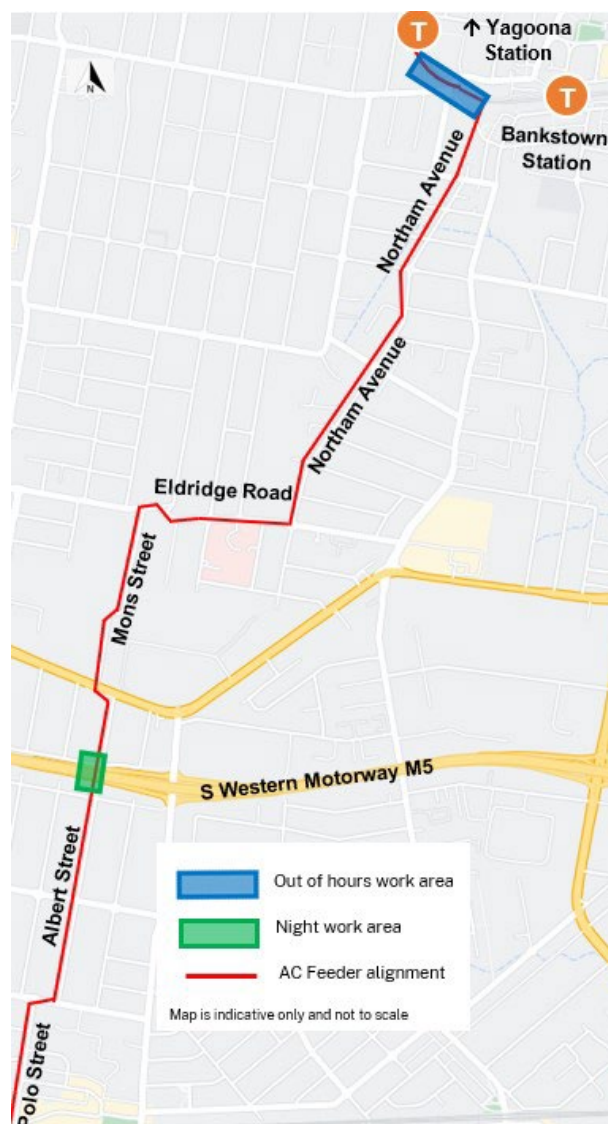 T
↑ Yagoona
Station
N
T
Bankstown
Station
Northam Avenue
Northam Avenue
Eldridge Road
Mons Street
S Western Motorway M5
Albert Street
Out of hours work area
Night work area
AC Feeder alignment
Map is indicative only and not to scale
Polo Street